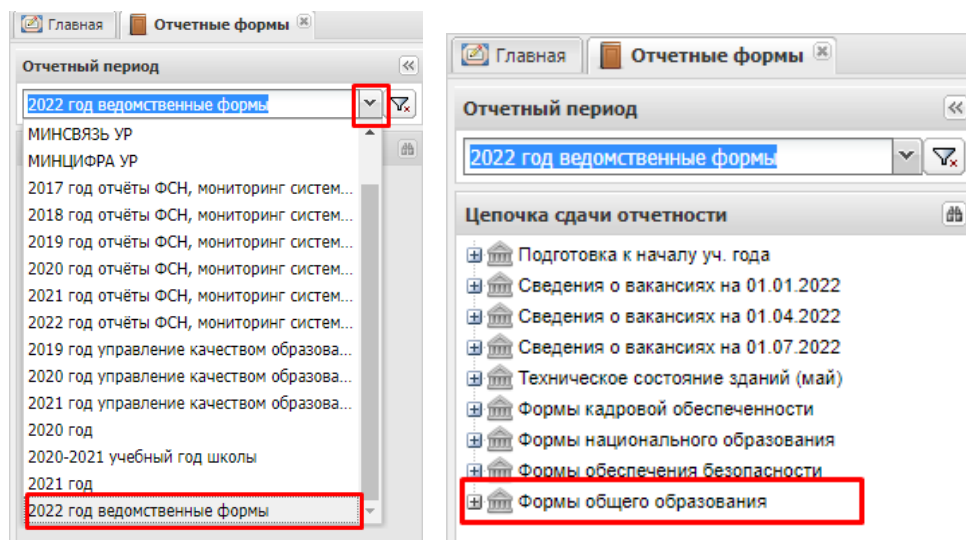 Главная
Отчетные формы
Отчетный период
2022 год ведомственные формы
МИНСВЯЗЬ УР
МИНЦИФРА УР
2017 год отчёты ФСН, мониторинг систем...
2018 год отчёты ФСН, мониторинг систем...
2019 год отчёты ФСН, мониторинг систем...
2020 год отчёты ФСН, мониторинг систем...
2021 год отчёты ФСН, мониторинг систем...
2022 год отчёты ФСН, мониторинг систем...
2019 год управление качеством образова...
2020 год управление качеством образова...
2021 год управление качеством образова...
2020 год
2020-2021 учебный год школы
2021 год
2022 год ведомственные формы
Главная
Отчетные формы
Отчетный период
2022 год ведомственные формы
Цепочка сдачи отчетности
Подготовка к началу уч. года
Сведения о вакансиях на 01.01.2022
Сведения о вакансиях на 01.04.2022
Сведения о вакансиях на 01.07.2022
Техническое состояние зданий (май)
Формы кадровой обеспеченности
Формы национального образования
Формы обеспечения безопасности
Формы общего образования